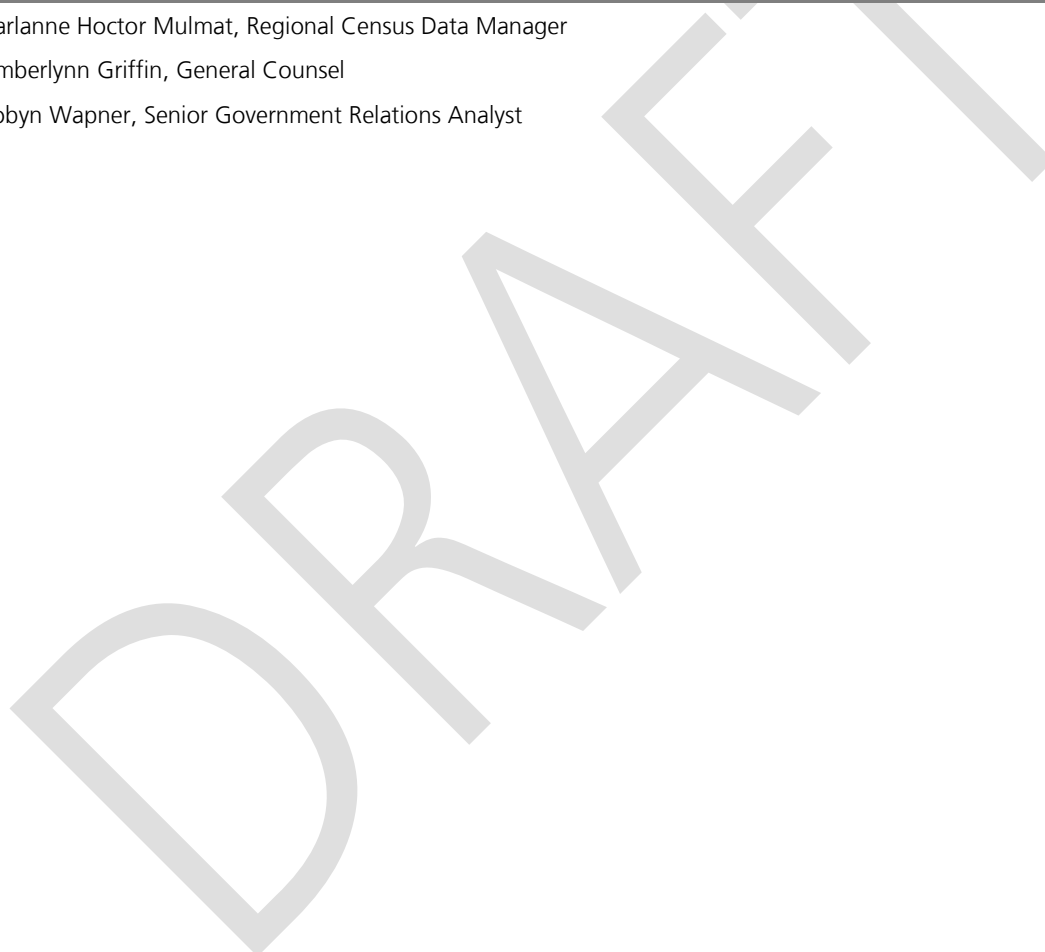 arlanne Hoctor Mulmat, Regional Census Data Manager
mberlynn Griffin, General Counsel
obyn Wapner, Senior Government Relations Analyst
DRAFT